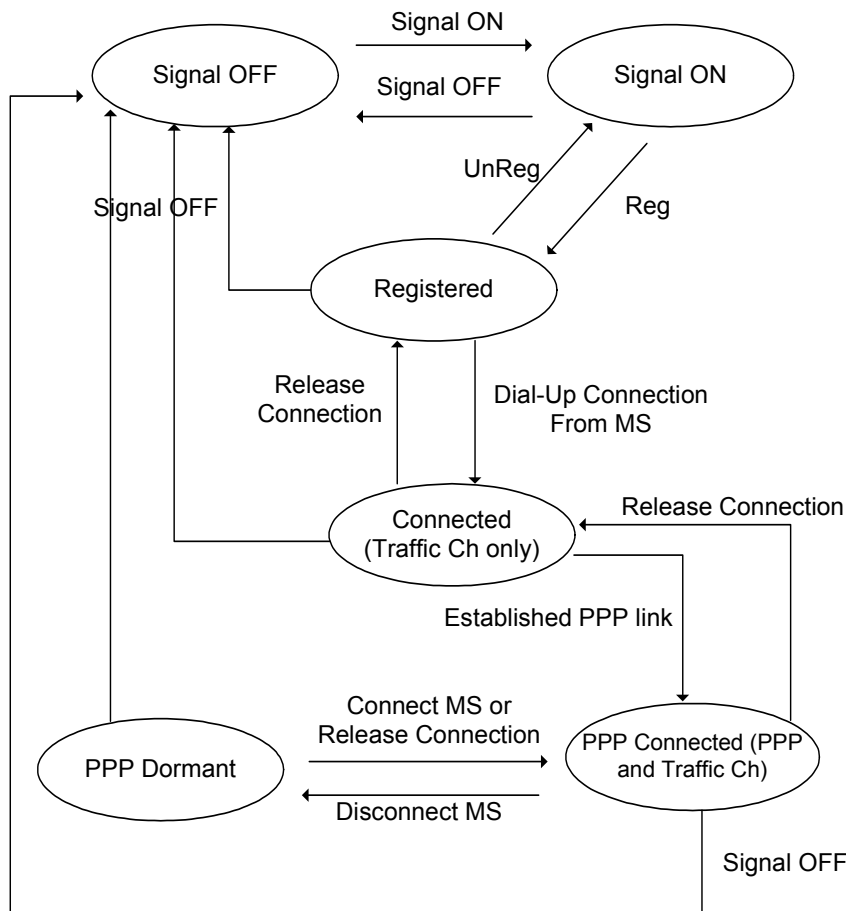 Signal ON
Signal OFF
Signal ON
Signal OFF
UnReg
Signal OFF
Reg
Registered
Release
Connection
Dial-Up Connection
From MS
Release Connection
Connected
(Traffic Ch only)
Established PPP link
Connect MS or
Release Connection
PPP Dormant
PPP Connected (PPP
and Traffic Ch)
Disconnect MS
Signal OFF